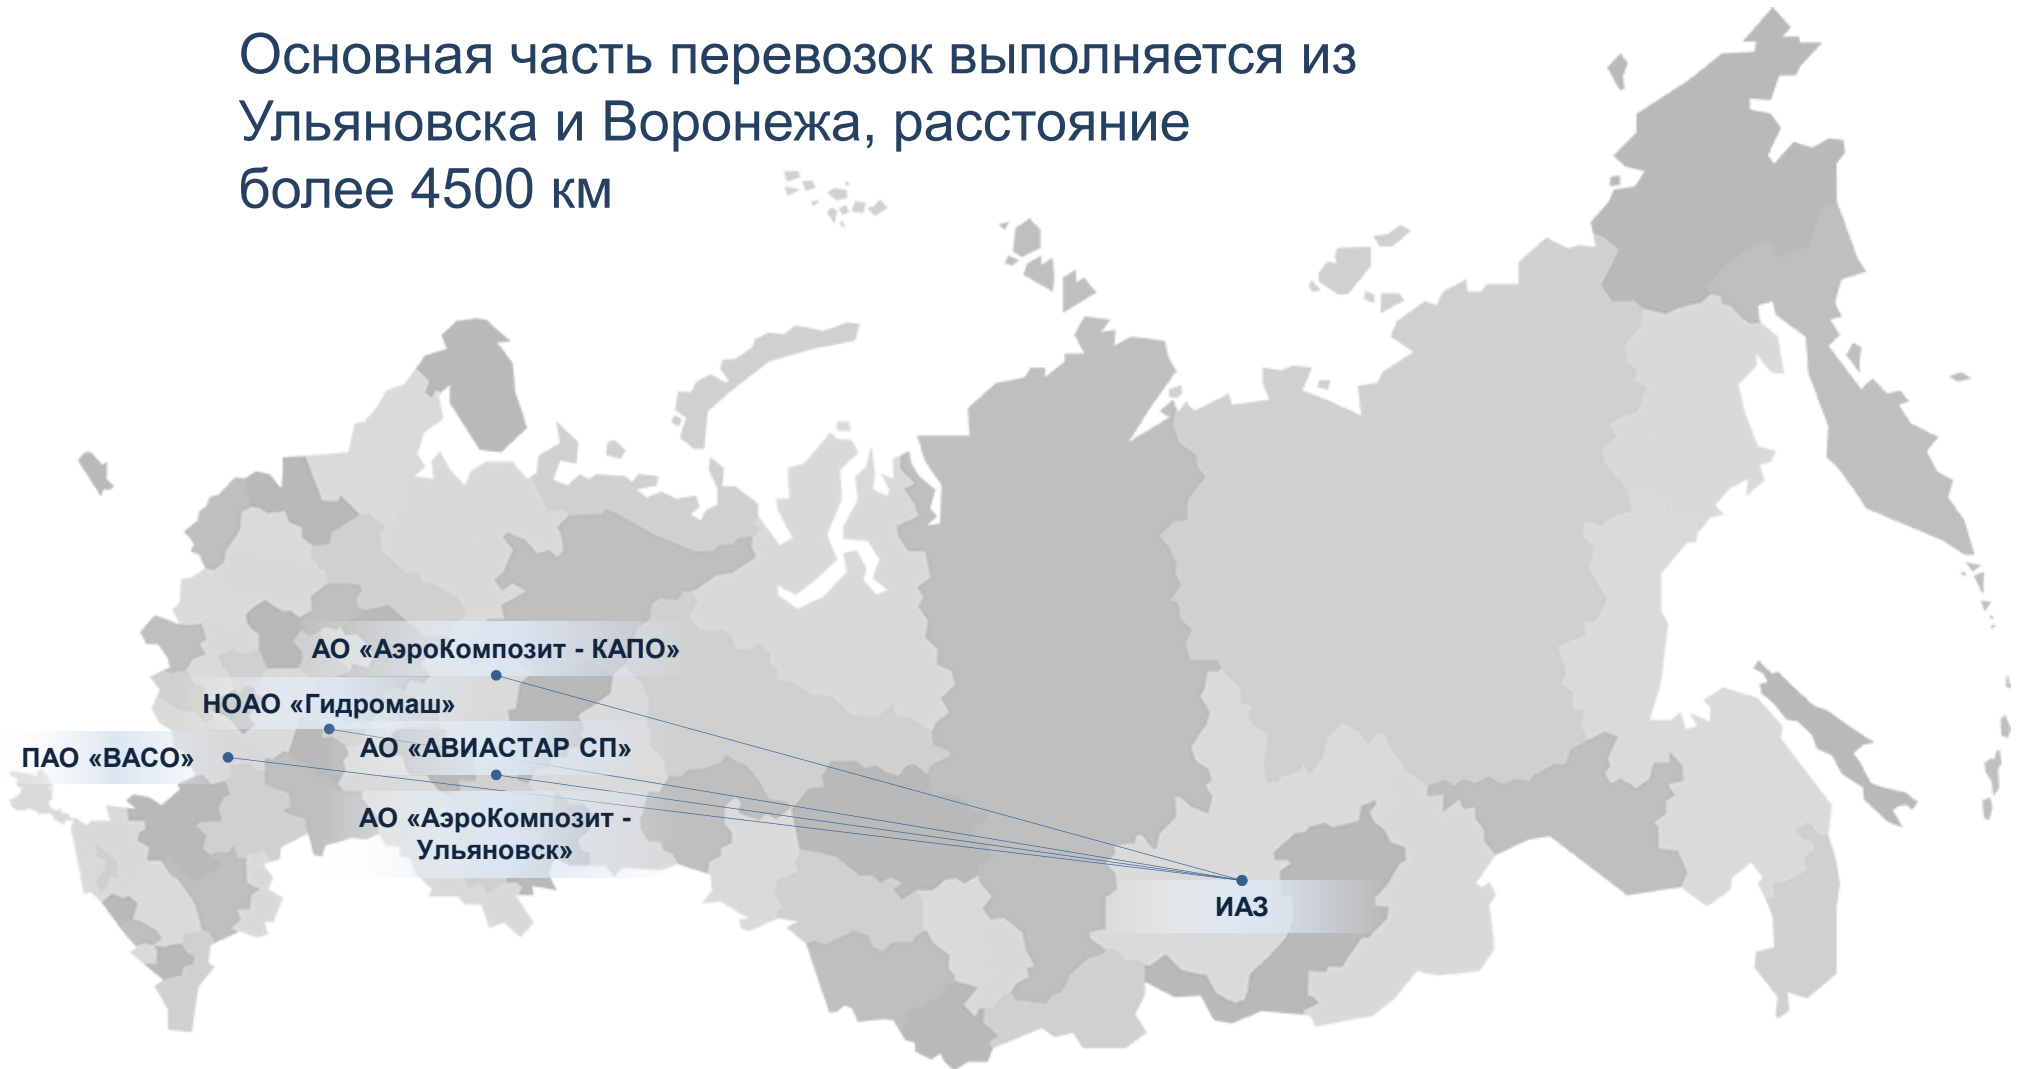 Основная часть перевозок выполняется из
Ульяновска и Воронежа, расстояние
более 4500 км
АО «АэроКомпозит - КАПО»
НОАО «Гидромаш»
АО «АВИАСТАР СП»
ПАО «ВАСО»
АО «АэроКомпозит -
Ульяновск»
ИАЗ